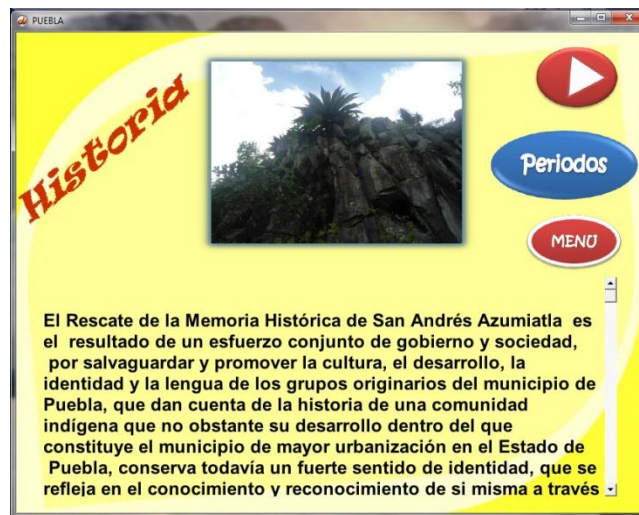 PUEBLA
Historia
Periodos
MENU
El Rescate de la Memoria Histórica de San Andrés Azumiatla es
el resultado de un esfuerzo conjunto de gobierno y sociedad,
por salvaguardar y promover la cultura, el desarrollo, la
identidad y la lengua de los grupos originarios del municipio de
Puebla, que dan cuenta de la historia de una comunidad
indígena que no obstante su desarrollo dentro del que
constituye el municipio de mayor urbanización en el Estado de
Puebla, conserva todavía un fuerte sentido de identidad, que se
refleja en el conocimiento y reconocimiento de si misma a través